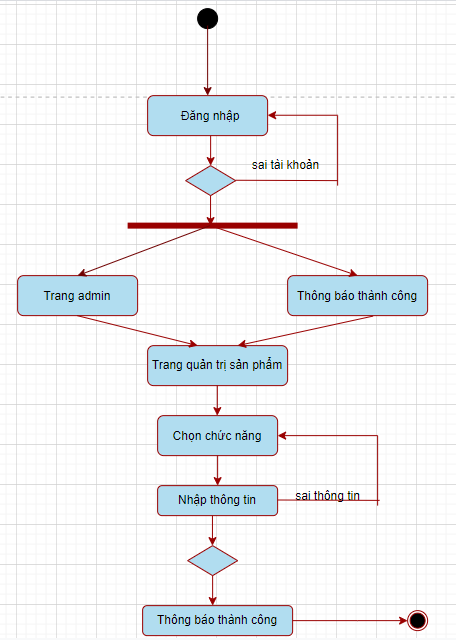 Đăng nhập
sai tài khoản
Trang admin
Thông báo thành công
Trang quản trị sản phẩm
Chọn chức năng
Nhập thông tin
sai thông tin
Thông báo thành công